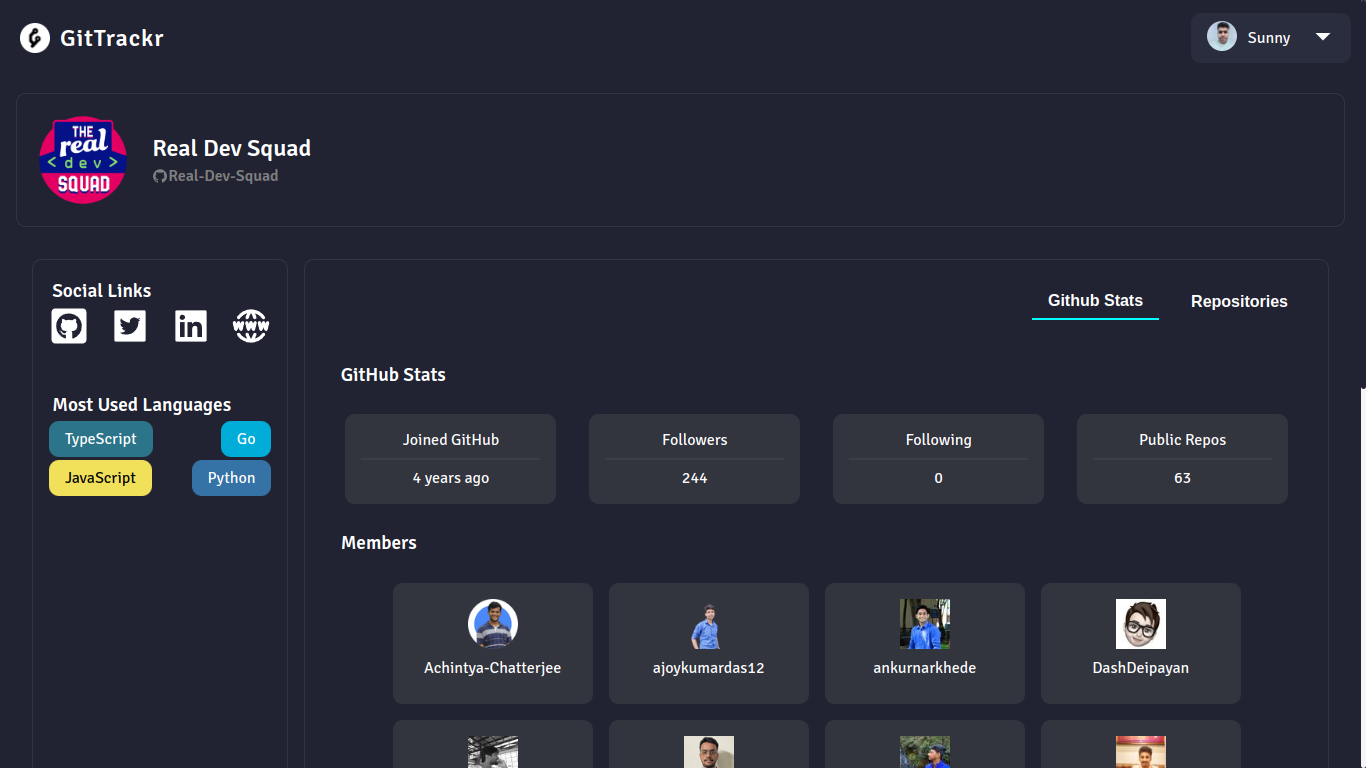 GitTrackr
Sunny
THE
real
< dev >
SQUAD
Real Dev Squad
Real-Dev-Squad
Social Links
WWW
Most Used Languages
TypeScript Go
JavaScript Python
Github Stats Repositories
GitHub Stats
Joined GitHub Followers Following Public Repos
4 years ago 244 0 63
Members
Achintya-Chatterjee ajoykumardas12 ankurnarkhede DashDeipayan